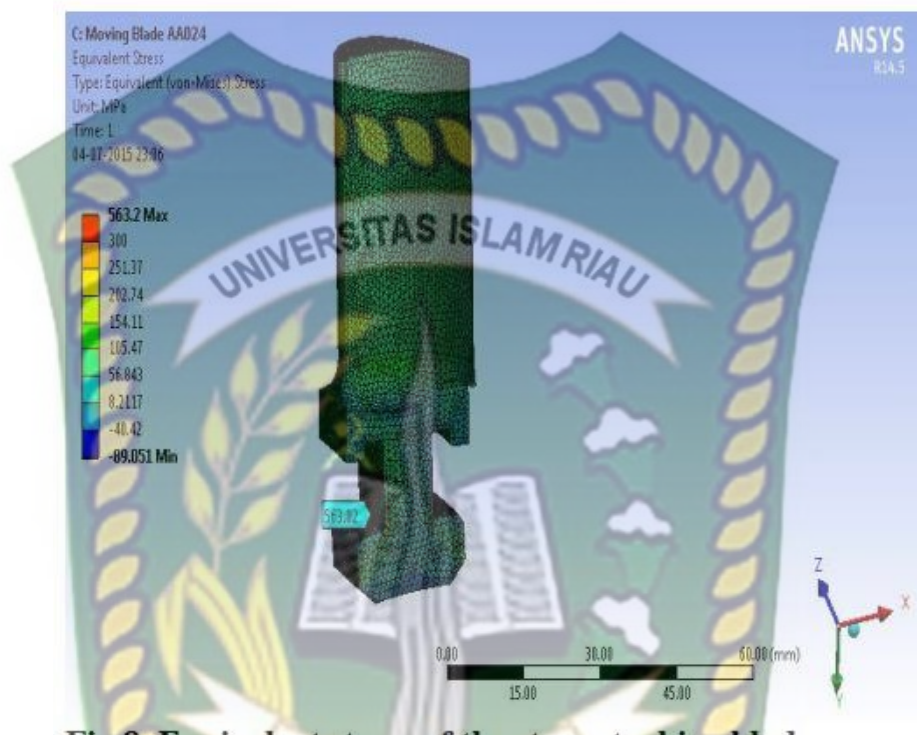 C: Moving Blade AA024
Equivalent Stress
Type: Equivalent (von-Mises) Stress
Unit: MPa
Time: 1
04-07-2015 23:06
ANSYS
R14.5
563.2 Max
300
251.37
202.74
154.11
105.47
56.843
8.2117
-40.42
-89.051 Min
UNIVERSITAS ISLAM RIAU
563.02
Z
X
Y
0.00
30.00
60.00 (mm)
15.00
45.00